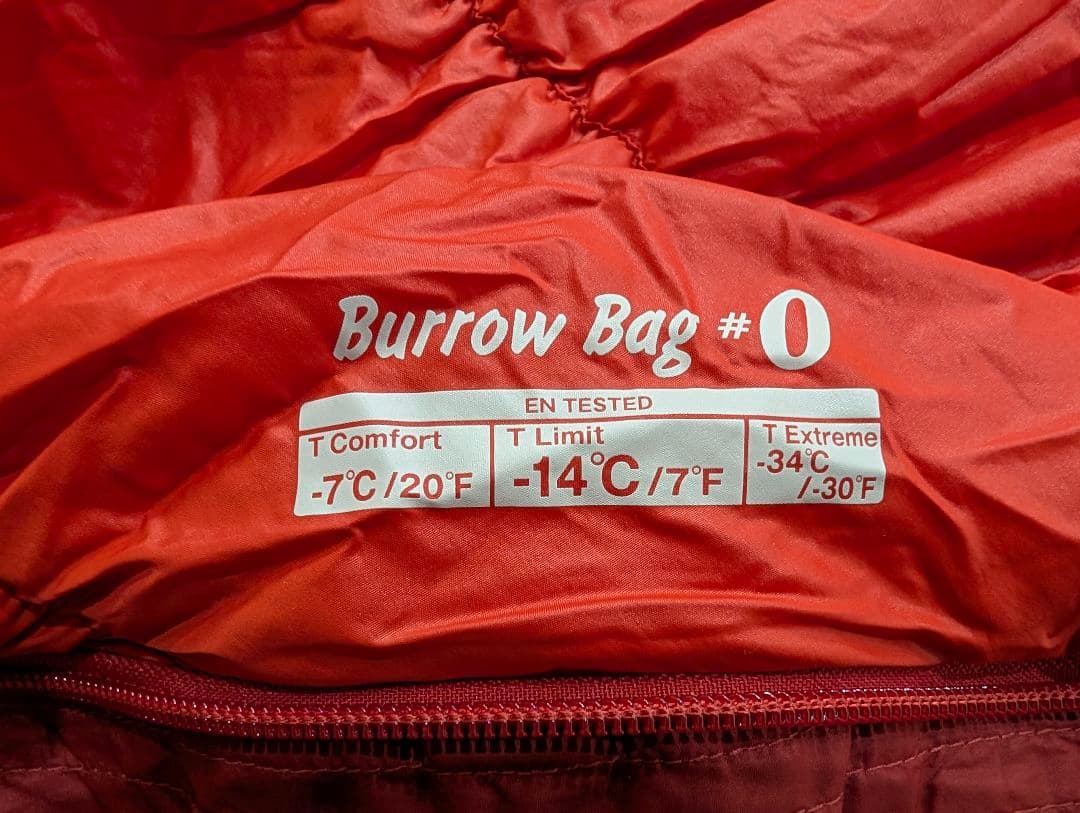 Burrow Bag #0
EN TESTED
T Comfort
-7℃/20°F
T Limit
-14℃/7°F
T Extreme
-34℃
/-30°F